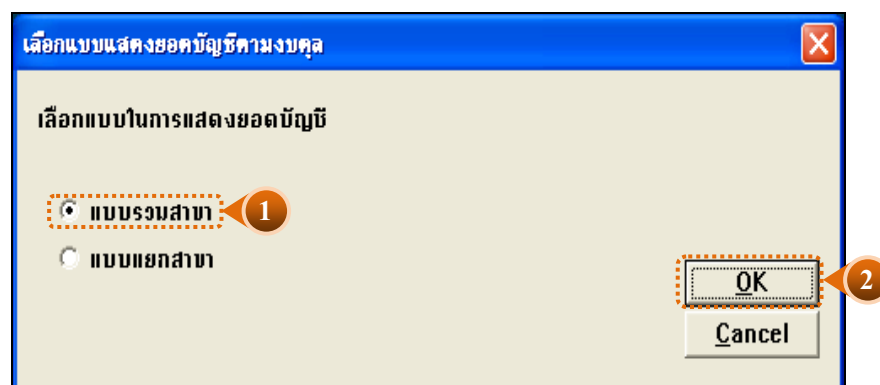 เลือกแบบแสดงยอดบัญชีตามงบดุล
เลือกแบบในการแสดงยอดบัญชี
แบบรวมสาขา 1
แบบแยกสาขา
OK 2
Cancel